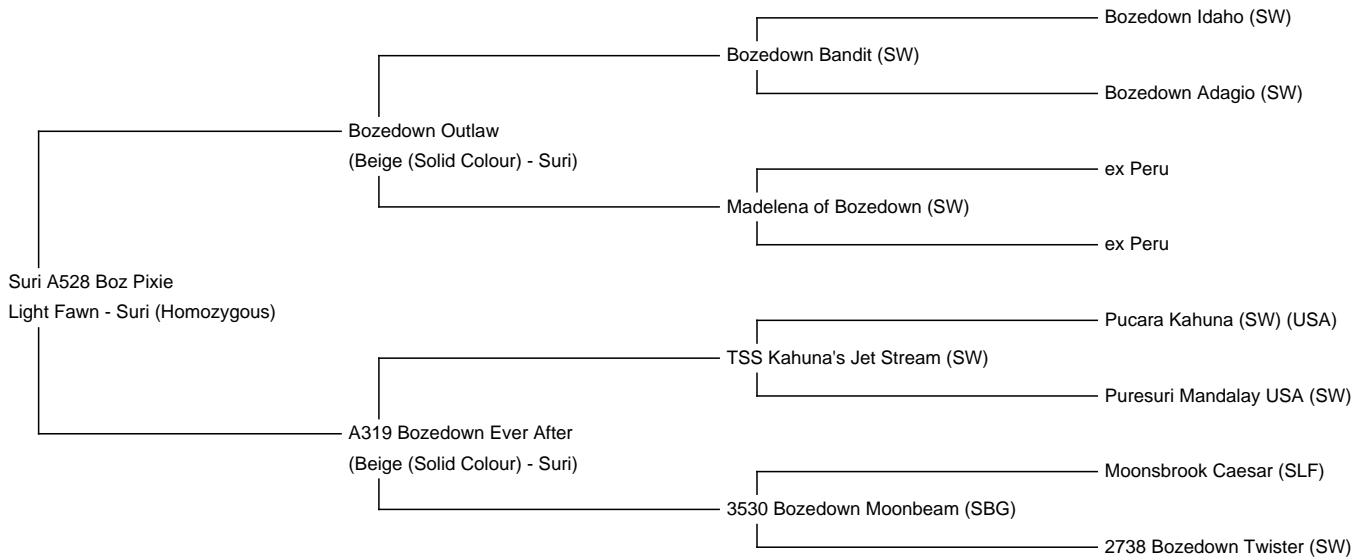 Bozedown Idaho (SW)
Bozedown Bandit (SW)
Bozedown Adagio (SW)
Bozedown Outlaw
(Beige (Solid Colour) - Suri)
ex Peru
Madelena of Bozedown (SW)
ex Peru
Suri A528 Boz Pixie
Light Fawn - Suri (Homozygous)
Pucara Kahuna (SW) (USA)
TSS Kahuna's Jet Stream (SW)
Puresuri Mandalay USA (SW)
A319 Bozedown Ever After
(Beige (Solid Colour) - Suri)
Moonsbrook Caesar (SLF)
3530 Bozedown Moonbeam (SBG)
2738 Bozedown Twister (SW)